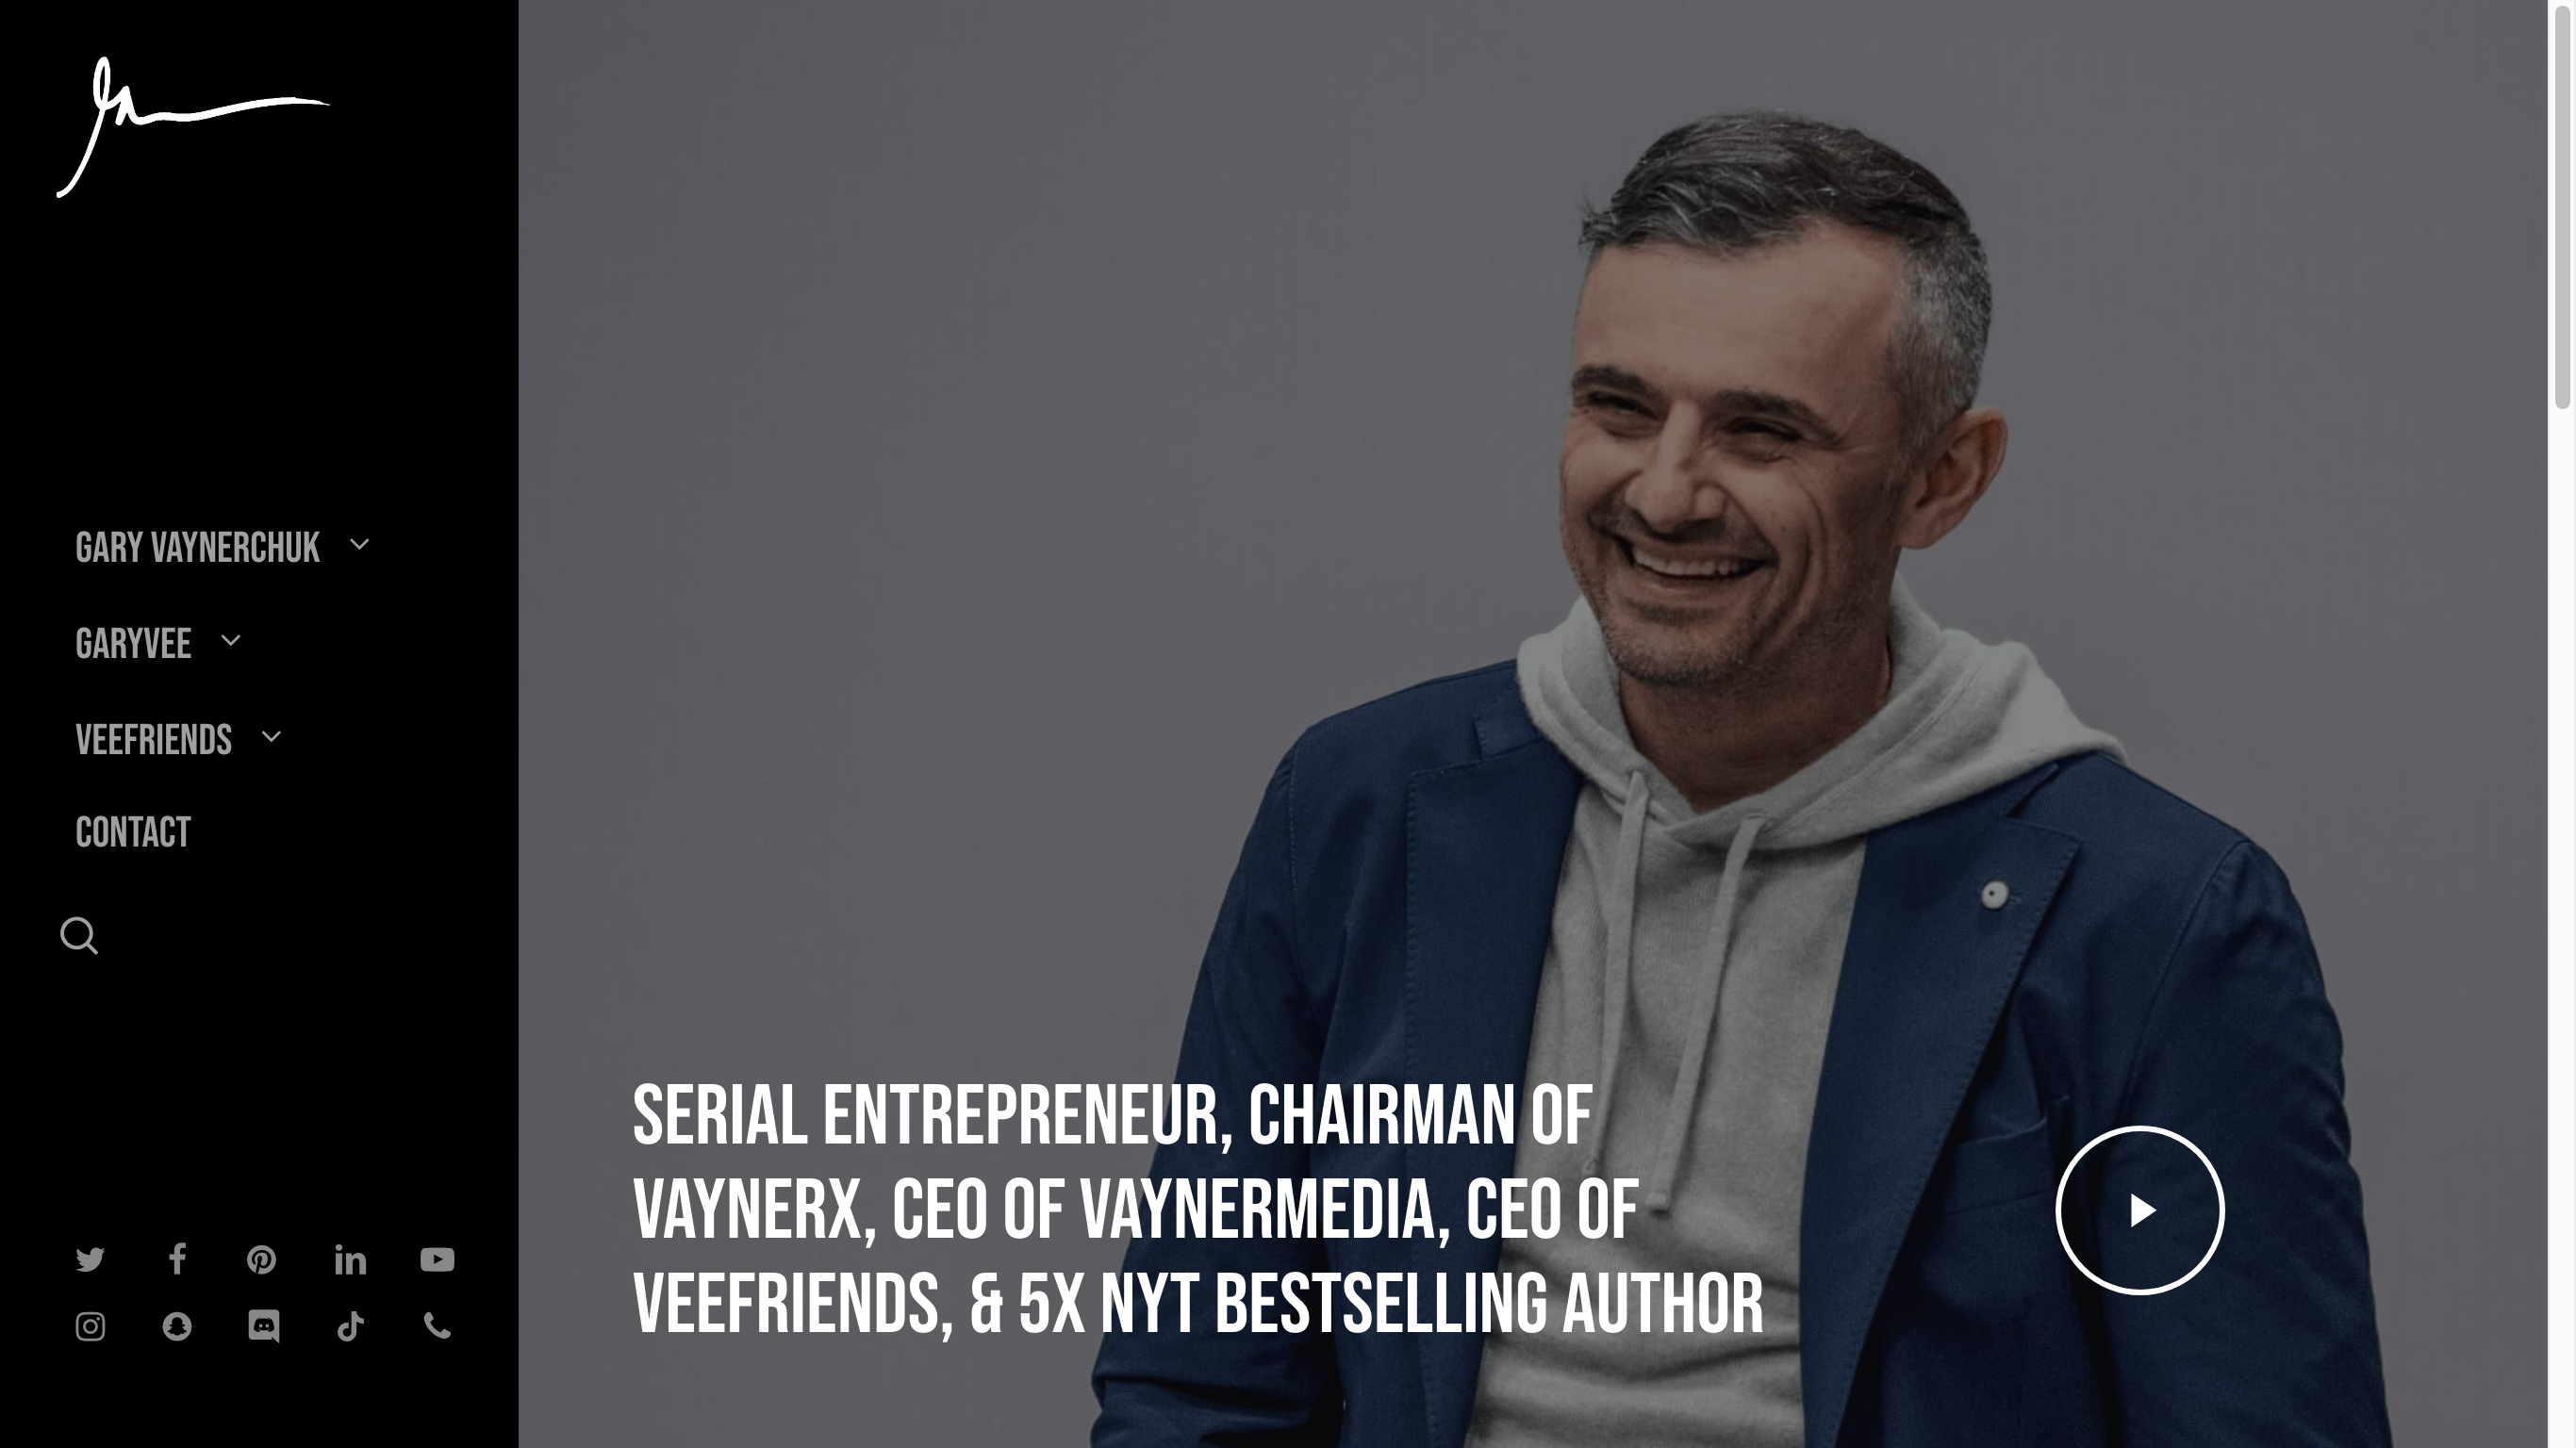 GARY VAYNERCHUK
GARYVEE
VEEFRIENDS
CONTACT
SERIAL ENTREPRENEUR, CHAIRMAN OF
VAYNERX, CEO OF VAYNERMEDIA, CEO OF
VEEFRIENDS, & 5X NYT BESTSELLING AUTHOR